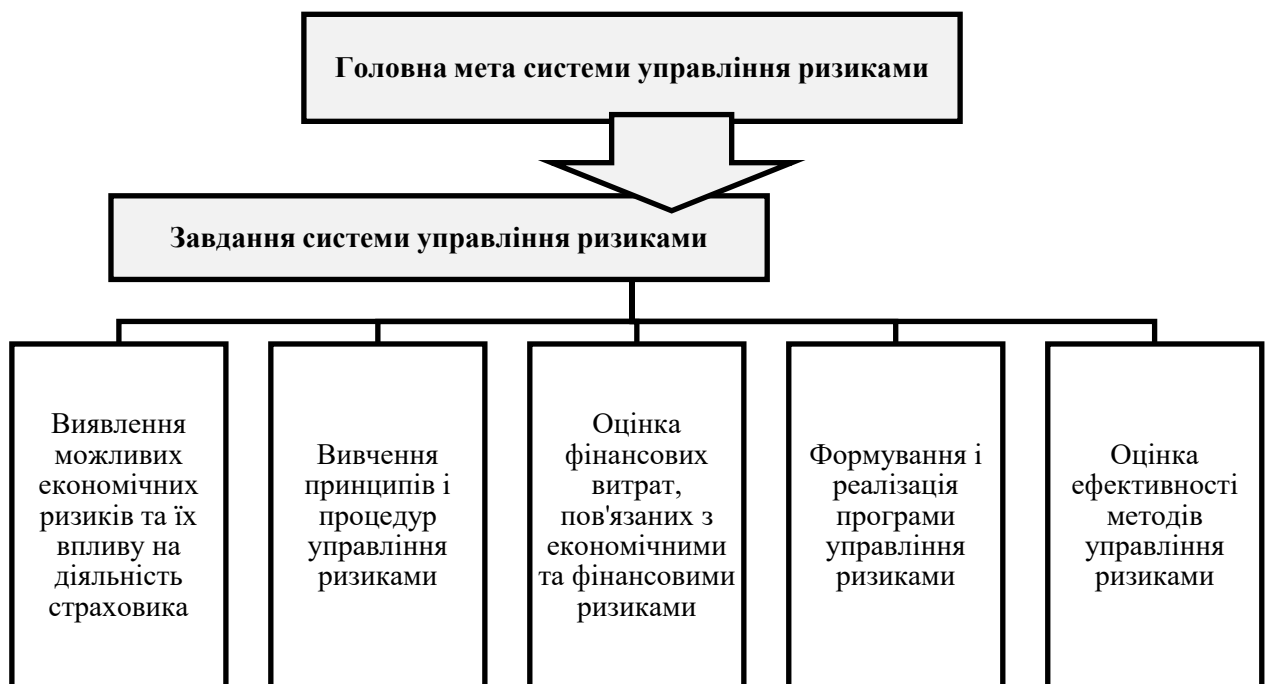 Головна мета системи управління ризиками
Завдання системи управління ризиками
Виявлення
можливих
економічних
ризиків та їх
впливу на
діяльність
страховика
Вивчення
принципів і
процедур
управління
ризиками
Оцінка
фінансових
витрат,
пов'язаних з
економічними
та фінансовими
ризиками
Формування і
реалізація
програми
управління
ризиками
Оцінка
ефективності
методів
управління
ризиками